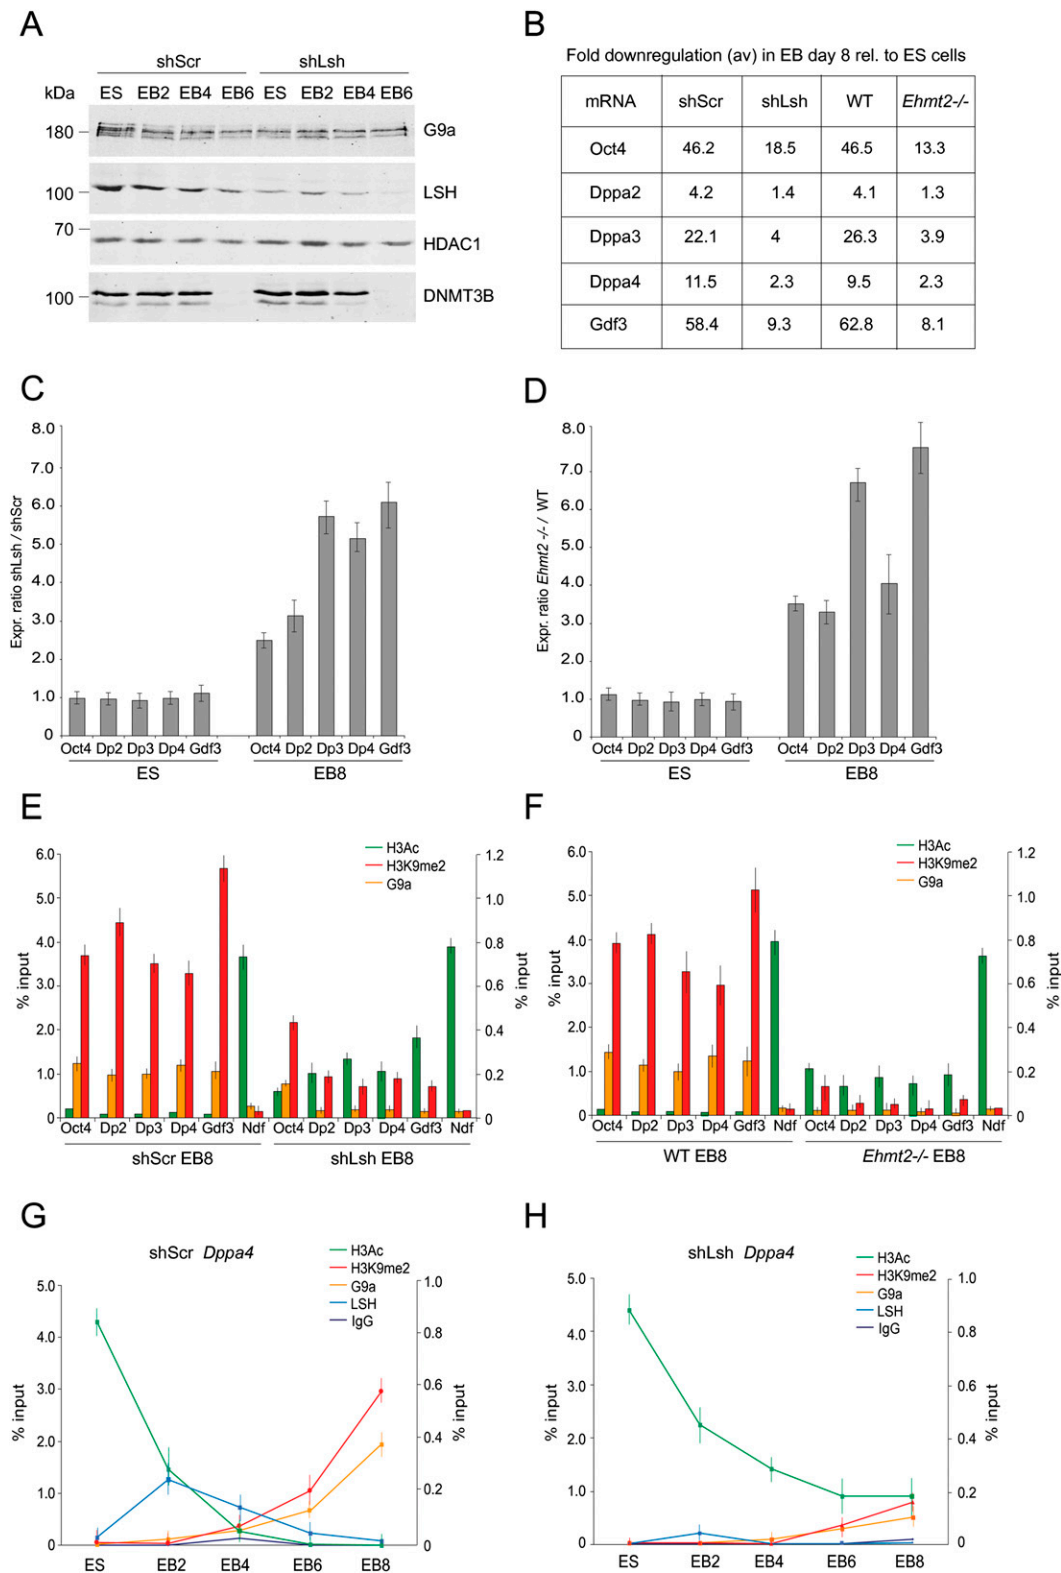 A
shScr shLsh
kDa ES EB2 EB4 EB6 ES EB2 EB4 EB6
180 G9a
100 LSH
70 HDAC1
100 DNMT3B
B
Fold downregulation (av) in EB day 8 rel. to ES cells
mRNA shScr shLsh WT Ehmt2-/-
Oct4 46.2 18.5 46.5 13.3
Dppa2 4.2 1.4 4.1 1.3
Dppa3 22.1 4 26.3 3.9
Dppa4 11.5 2.3 9.5 2.3
Gdf3 58.4 9.3 62.8 8.1
C
Expr. ratio shLsh / shScr
8.0
7.0
6.0
5.0
4.0
3.0
2.0
1.0
0
Oct4 Dp2 Dp3 Dp4 Gdf3 Oct4 Dp2 Dp3 Dp4 Gdf3
ES EB8
D
Expr. ratio Ehmt2 -/- / WT
8.0
7.0
6.0
5.0
4.0
3.0
2.0
1.0
0
Oct4 Dp2 Dp3 Dp4 Gdf3 Oct4 Dp2 Dp3 Dp4 Gdf3
ES EB8
E
H3Ac
H3K9me2
G9a
% input
6.0
5.0
4.0
3.0
2.0
1.0
0
1.2
1.0
0.8
0.6
0.4
0.2
0
% input
Oct4 Dp2 Dp3 Dp4 Gdf3 Ndf Oct4 Dp2 Dp3 Dp4 Gdf3 Ndf
shScr EB8 shLsh EB8
F
H3Ac
H3K9me2
G9a
% input
6.0
5.0
4.0
3.0
2.0
1.0
0
1.2
1.0
0.8
0.6
0.4
0.2
0
% input
Oct4 Dp2 Dp3 Dp4 Gdf3 Ndf Oct4 Dp2 Dp3 Dp4 Gdf3 Ndf
WT EB8 Ehmt2-/- EB8
G
shScr Dppa4
H3Ac
H3K9me2
G9a
LSH
IgG
% input
5.0
4.0
3.0
2.0
1.0
0
1.0
0.8
0.6
0.4
0.2
0
% input
ES EB2 EB4 EB6 EB8
H
shLsh Dppa4
H3Ac
H3K9me2
G9a
LSH
IgG
% input
5.0
4.0
3.0
2.0
1.0
0
1.0
0.8
0.6
0.4
0.2
0
% input
ES EB2 EB4 EB6 EB8